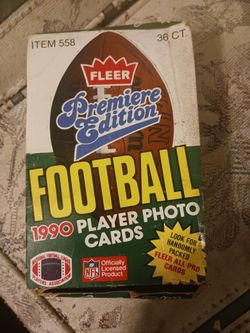 ITEM 558
36 CT.
FLEER
Premiere
Edition
FOOTBALL
1990 PLAYER PHOTO
CARDS
LOOK FOR
RANDOMLY
PACKED
FLEER ALL PRO
CARDS
NFL
Officially
Licensed
Product